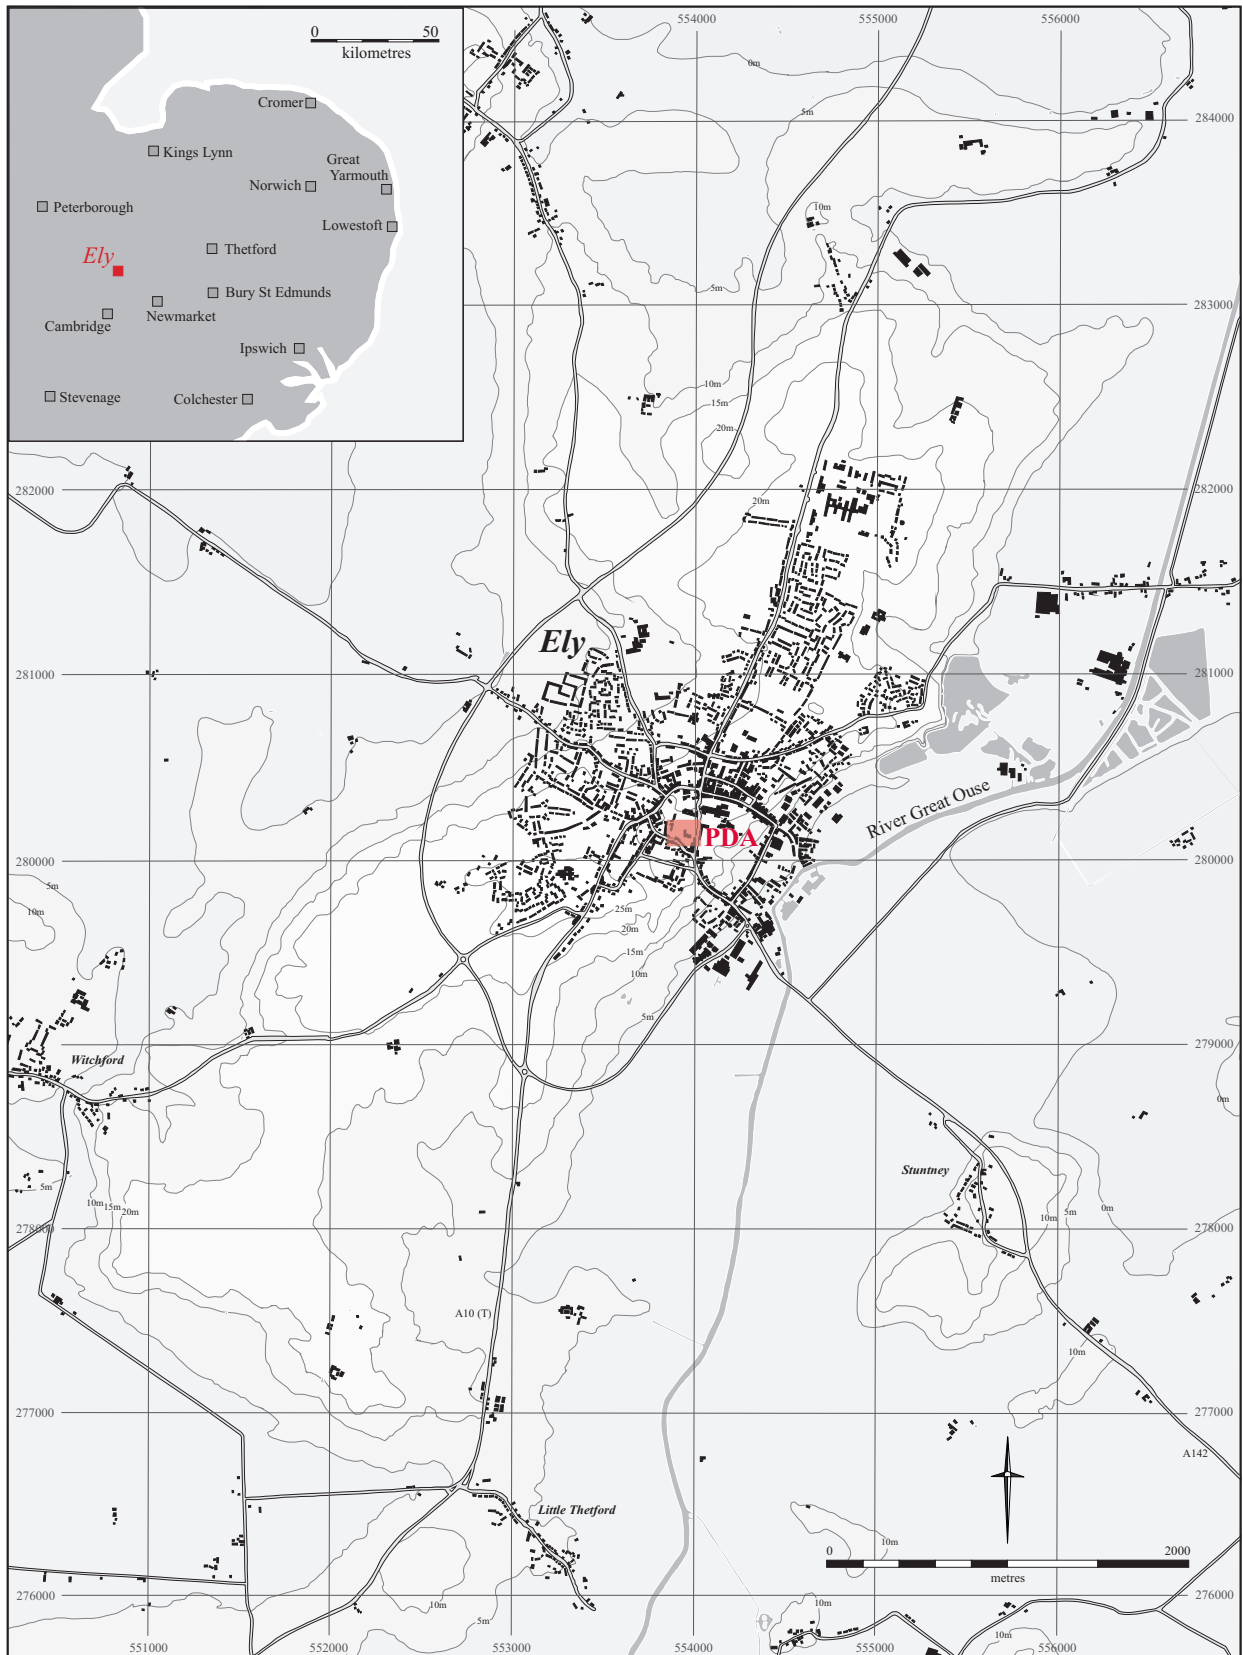 0 50
kilometres
Cromer
Kings Lynn
Great
Yarmouth
Norwich
Peterborough
Lowestoft
Thetford
Ely
Bury St Edmunds
Newmarket
Cambridge
Ipswich
Stevenage
Colchester
554000 555000 556000
0m
5m
284000
10m
5m
283000
10m
15m
20m
282000 282000
20m
Ely
281000 281000
River Great Ouse
PDA
280000 280000
5m
10m
25m
20m
15m
10m
5m
279000 279000
Witchford
0m
Stuntney
5m
10m 15m 20m
10m 5m 0m
278000 278000
A10 (T)
10m
277000 277000
A142
Little Thetford
10m
0 2000
metres
276000 276000
10m
5m
10m
10m
551000 552000 553000 554000 555000 556000